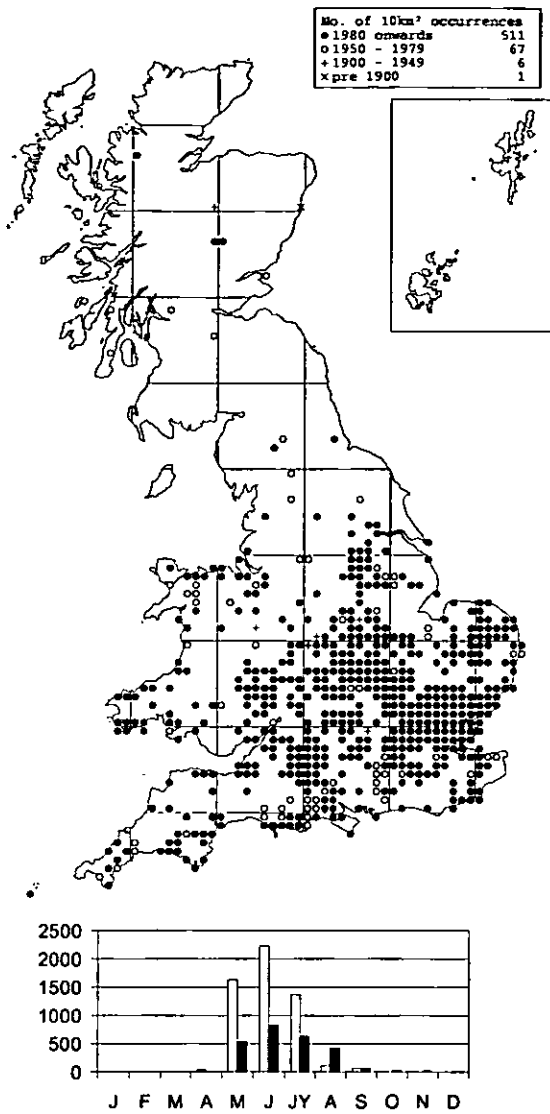 No. of 10km² occurrences
● 1980 onwards 511
○ 1950 - 1979 67
+ 1900 - 1949 6
× pre 1900 1
2500
2000
1500
1000
500
0
J F M A M J JY A S O N D